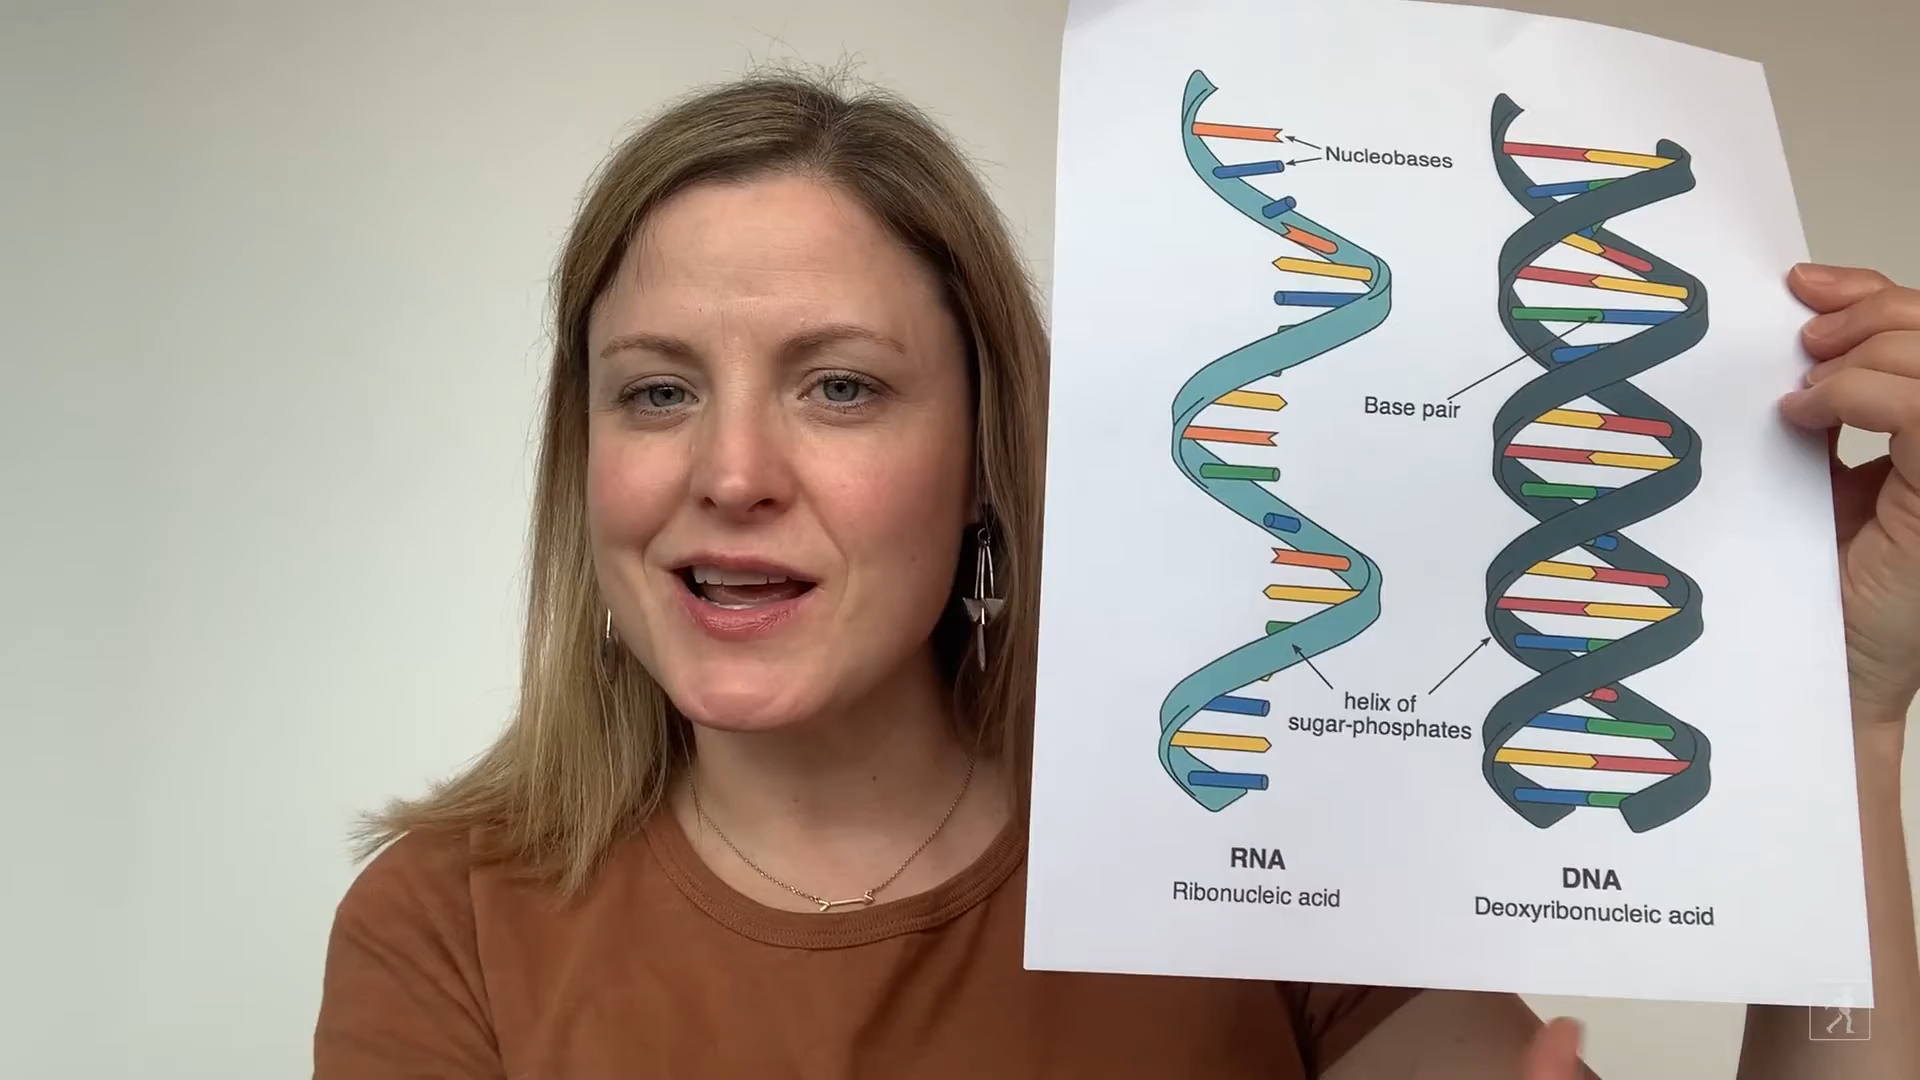 Nucleobases
Base pair
helix of
sugar-phosphates
RNA
Ribonucleic acid
DNA
Deoxyribonucleic acid